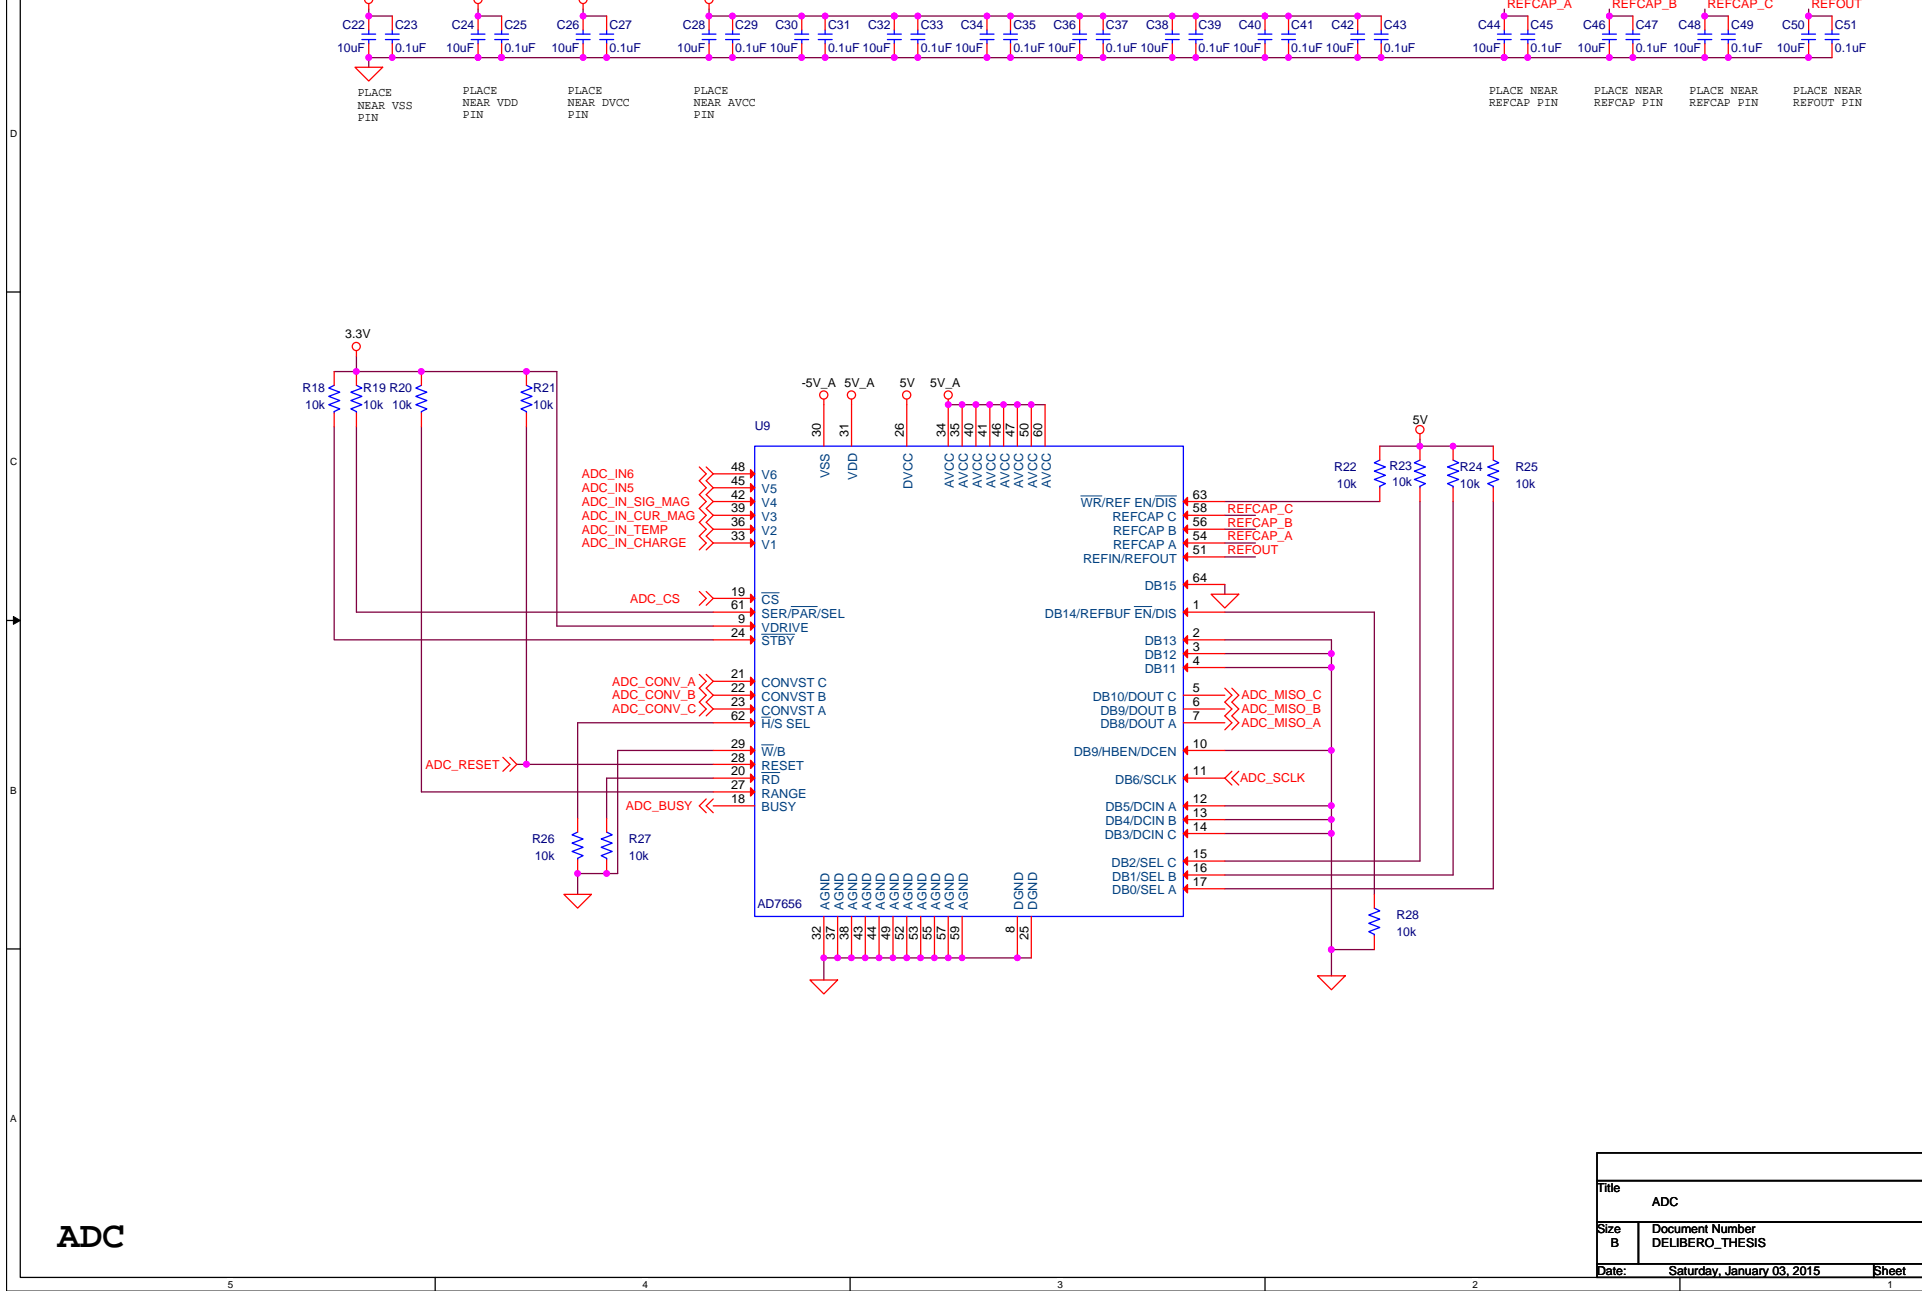 REFCAP_A REFCAP_B REFCAP_C REFOUT
C22 C23 C24 C25 C26 C27 C28 C29 C30 C31 C32 C33 C34 C35 C36 C37 C38 C39 C40 C41 C42 C43 C44 C45 C46 C47 C48 C49 C50 C51
10uF 0.1uF 10uF 0.1uF 10uF 0.1uF 10uF 0.1uF 10uF 0.1uF 10uF 0.1uF 10uF 0.1uF 10uF 0.1uF 10uF 0.1uF 10uF 0.1uF 10uF 0.1uF 10uF 0.1uF 10uF 0.1uF 10uF 0.1uF 10uF 0.1uF
PLACE
NEAR VSS
PIN
PLACE
NEAR VDD
PIN
PLACE
NEAR DVCC
PIN
PLACE
NEAR AVCC
PIN
PLACE NEAR
REFCAP PIN
PLACE NEAR
REFCAP PIN
PLACE NEAR
REFCAP PIN
PLACE NEAR
REFOUT PIN
D
3.3V
R18 R19 R20 R21
10k 10k 10k 10k
-5V_A 5V_A 5V 5V_A
U9
30 31 26 34 35 40 41 46 47 50 60
VSS VDD DVCC AVCC AVCC AVCC AVCC AVCC AVCC AVCC AVCC
5V
R22 R23 R24 R25
10k 10k 10k 10k
C
ADC_IN6 48 V6
ADC_IN5 45 V5
ADC_IN_SIG_MAG 42 V4
ADC_IN_CUR_MAG 39 V3
ADC_IN_TEMP 36 V2
ADC_IN_CHARGE 33 V1
ADC_CS 19 CS
61 SER/PAR/SEL
9 VDRIVE
24 STBY
ADC_CONV_A 21 CONVST C
ADC_CONV_B 22 CONVST B
ADC_CONV_C 23 CONVST A
62 H/S SEL
29 W/B
ADC_RESET 28 RESET
20 RD
27 RANGE
ADC_BUSY 18 BUSY
WR/REF EN/DIS 63
REFCAP C 58 REFCAP_C
REFCAP B 56 REFCAP_B
REFCAP A 54 REFCAP_A
REFIN/REFOUT 51 REFOUT
DB15 64
DB14/REFBUF EN/DIS 1
DB13 2
DB12 3
DB11 4
DB10/DOUT C 5 ADC_MISO_C
DB9/DOUT B 6 ADC_MISO_B
DB8/DOUT A 7 ADC_MISO_A
DB9/HBEN/DCEN 10
DB6/SCLK 11 ADC_SCLK
DB5/DCIN A 12
DB4/DCIN B 13
DB3/DCIN C 14
DB2/SEL C 15
DB1/SEL B 16
DB0/SEL A 17
B
R26 R27
10k 10k
R28
10k
AD7656
AGND AGND AGND AGND AGND AGND AGND AGND AGND AGND AGND DGND DGND
32 37 38 43 44 49 52 53 55 57 59 8 25
A
ADC
Title
ADC
Size Document Number
B DELIBERO_THESIS
Date: Saturday, January 03, 2015 Sheet
5 4 3 2 1